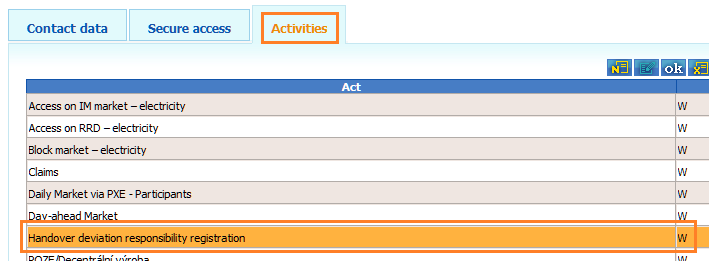 Contact data Secure access Activities
N ok X
Act
Access on IM market – electricity W
Access on RRD – electricity W
Block market – electricity W
Claims W
Daily Market via PXE - Participants W
Day-ahead Market W
Handover deviation responsibility registration W
POZE/Decentrální výroba W